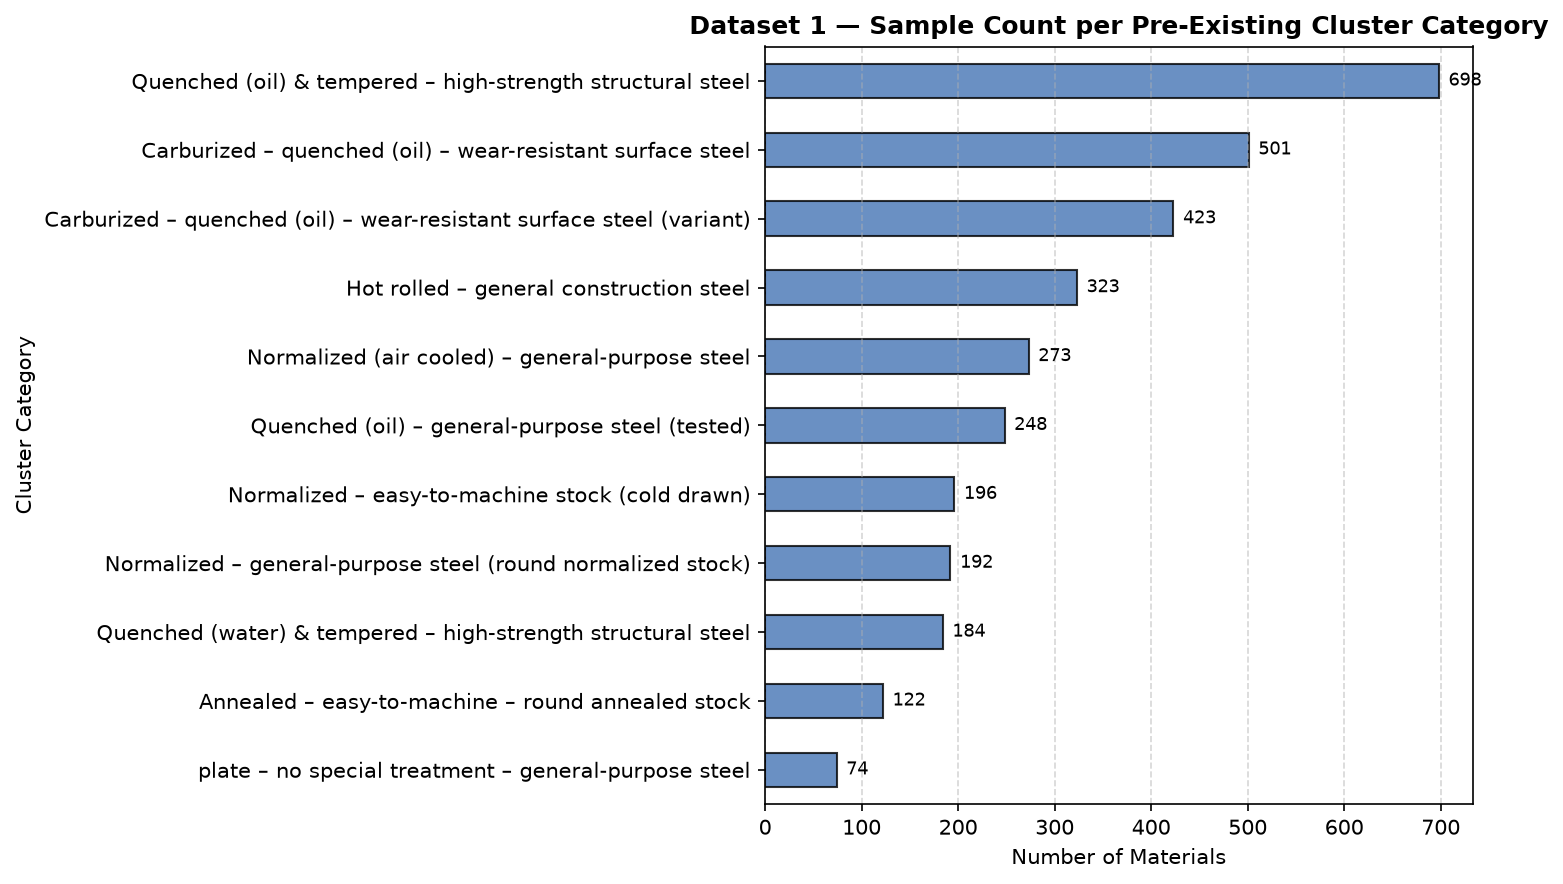 Dataset 1 — Sample Count per Pre-Existing Cluster Category
Quenched (oil) & tempered – high-strength structural steel
698
Carburized – quenched (oil) – wear-resistant surface steel
501
Carburized – quenched (oil) – wear-resistant surface steel (variant)
423
Hot rolled – general construction steel
323
Normalized (air cooled) – general-purpose steel
273
Quenched (oil) – general-purpose steel (tested)
248
Normalized – easy-to-machine stock (cold drawn)
196
Normalized – general-purpose steel (round normalized stock)
192
Quenched (water) & tempered – high-strength structural steel
184
Annealed – easy-to-machine – round annealed stock
122
plate – no special treatment – general-purpose steel
74
Cluster Category
0 100 200 300 400 500 600 700
Number of Materials